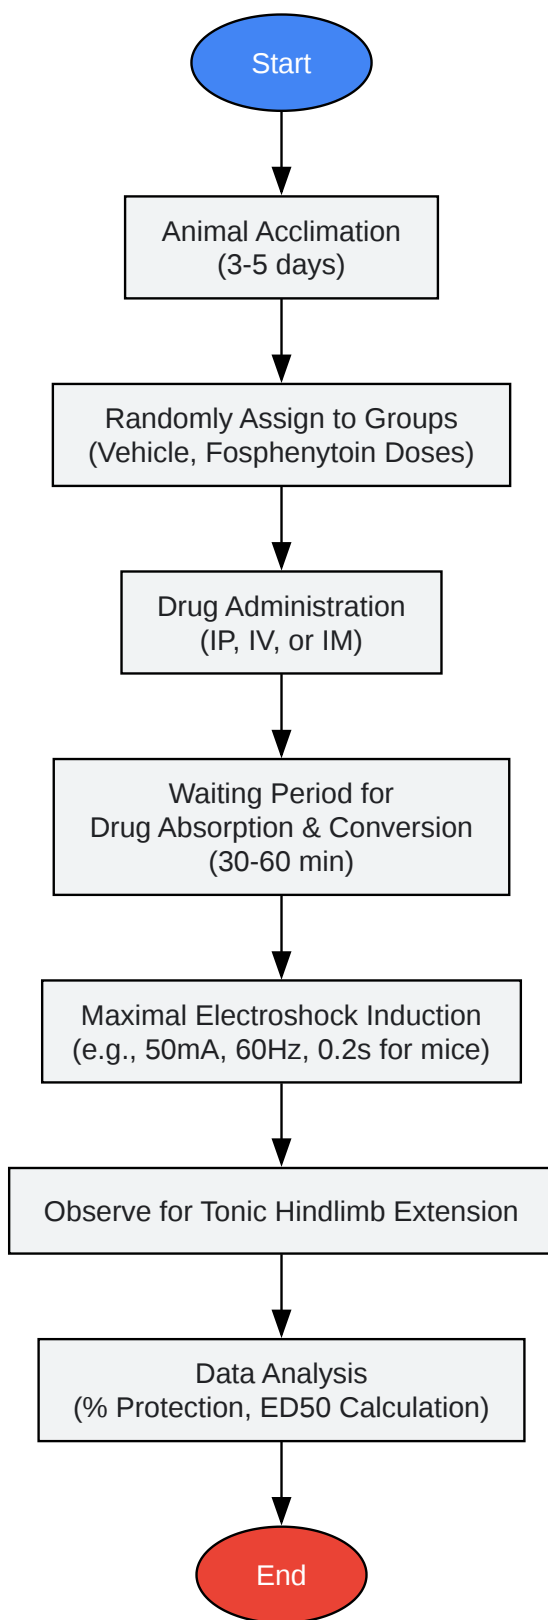 Start
Animal Acclimation
(3-5 days)
Randomly Assign to Groups
(Vehicle, Fosphenytoin Doses)
Drug Administration
(IP, IV, or IM)
Waiting Period for
Drug Absorption & Conversion
(30-60 min)
Maximal Electroshock Induction
(e.g., 50mA, 60Hz, 0.2s for mice)
Observe for Tonic Hindlimb Extension
Data Analysis
(% Protection, ED50 Calculation)
End